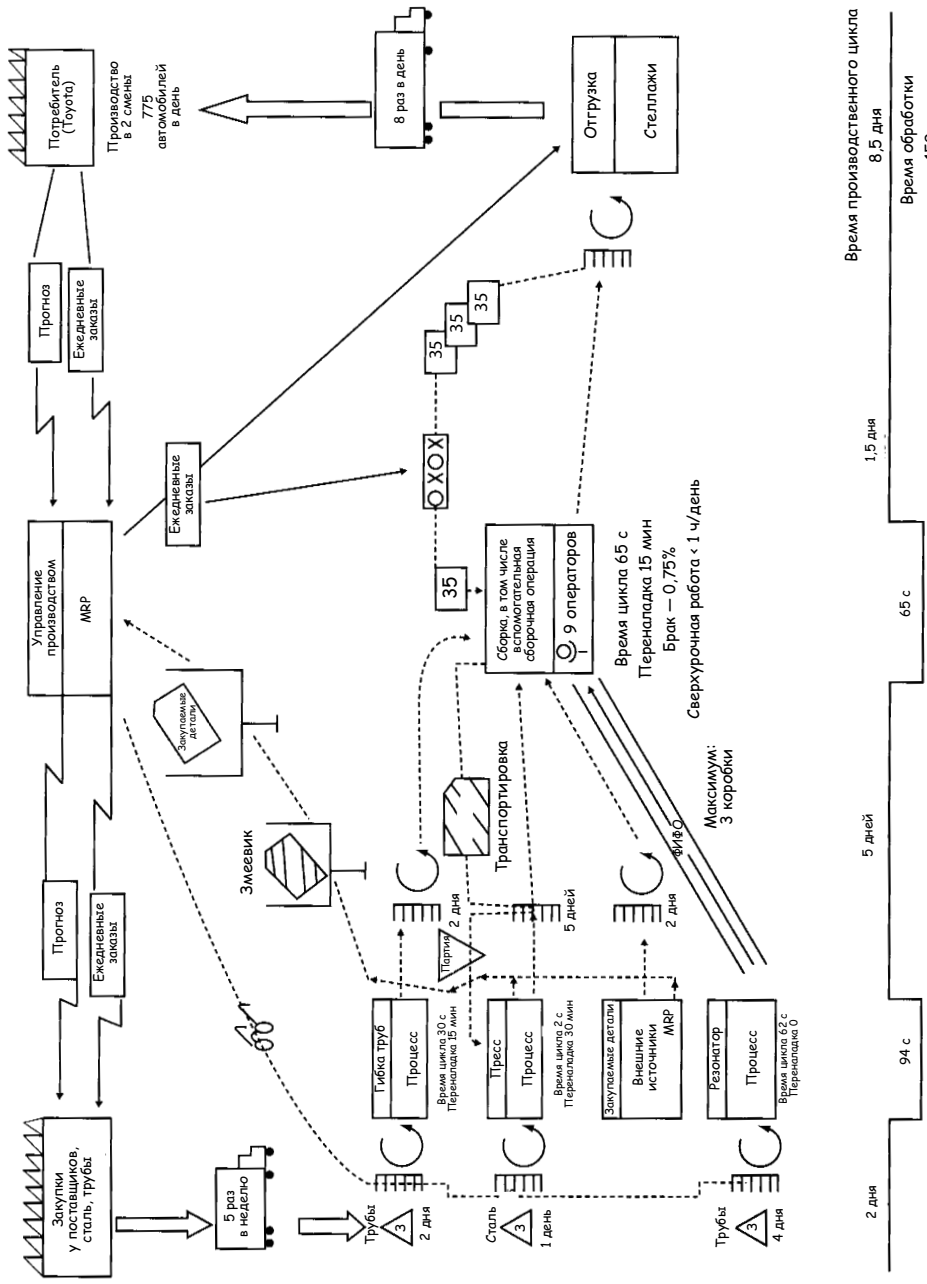 Закупки
у поставщиков,
сталь, трубы
Прогноз
Ежедневные
заказы
Управление
производством
MRP
Прогноз
Ежедневные
заказы
Потребитель
(Toyota)
Производство
в 2 смены
775
автомобилей
в день
5 раз
в неделю
Ежедневные
заказы
8 раз в день
Закупаемые
детали
Змеевик
35
OXOX
35
35
35
Отгрузка
Стеллажи
Трубы
3
2 дня
Гибка труб
Процесс
Время цикла 30 с
Переналадка 15 мин
2 дня
Партия
Транспортировка
Сталь
3
1 день
Пресс
Процесс
Время цикла 2 с
Переналадка 30 мин
5 дней
Сборка, в том числе
вспомогательная
сборочная операция
9 операторов
Время цикла 65 с
Переналадка 15 мин
Брак — 0,75%
Сверхурочная работа < 1 ч/день
Закупаемые детали
Внешние
источники
MRP
2 дня
ФИФО
Максимум:
3 коробки
Трубы
3
4 дня
Резонатор
Процесс
Время цикла 62 с
Переналадка 0
2 дня
94 с
5 дней
65 с
1,5 дня
Время производственного цикла
8,5 дня
Время обработки